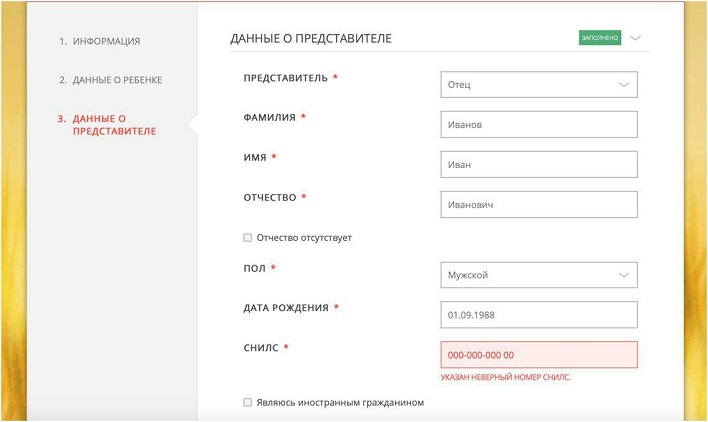 1. ИНФОРМАЦИЯ
2. ДАННЫЕ О РЕБЕНКЕ
3. ДАННЫЕ О
ПРЕДСТАВИТЕЛЕ
ДАННЫЕ О ПРЕДСТАВИТЕЛЕ
ЗАПОЛНЕНО
ПРЕДСТАВИТЕЛЬ *
Отец
ФАМИЛИЯ *
Иванов
ИМЯ *
Иван
ОТЧЕСТВО *
Иванович
Отчество отсутствует
ПОЛ *
Мужской
ДАТА РОЖДЕНИЯ *
01.09.1988
СНИЛС *
000-000-000 00
УКАЗАН НЕВЕРНЫЙ НОМЕР СНИЛС.
Являюсь иностранным гражданином